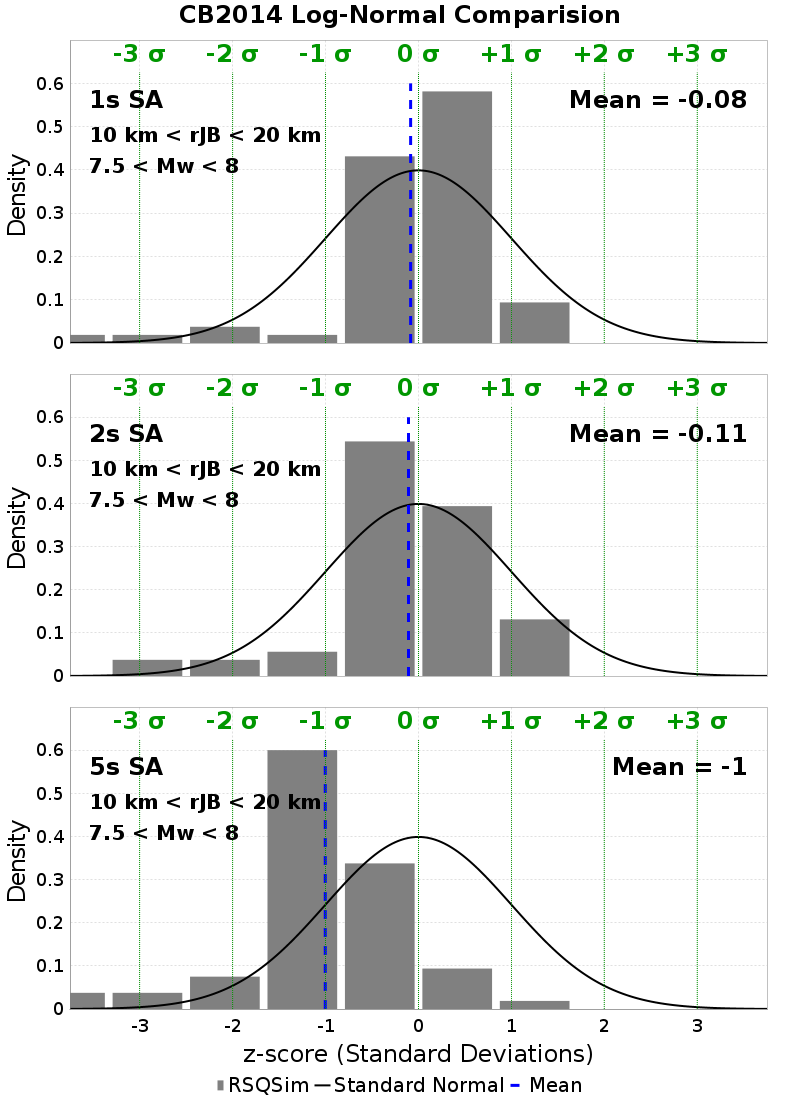 CB2014 Log-Normal Comparision
-3 σ -2 σ -1 σ 0 σ +1 σ +2 σ +3 σ
1s SA Mean = -0.08
10 km < rJB < 20 km
7.5 < Mw < 8
Density
0.6
0.5
0.4
0.3
0.2
0.1
0
-3 σ -2 σ -1 σ 0 σ +1 σ +2 σ +3 σ
2s SA Mean = -0.11
10 km < rJB < 20 km
7.5 < Mw < 8
Density
0.6
0.5
0.4
0.3
0.2
0.1
0
-3 σ -2 σ -1 σ 0 σ +1 σ +2 σ +3 σ
5s SA Mean = -1
10 km < rJB < 20 km
7.5 < Mw < 8
Density
0.6
0.5
0.4
0.3
0.2
0.1
0
-3 -2 -1 0 1 2 3
z-score (Standard Deviations)
RSQSim Standard Normal Mean